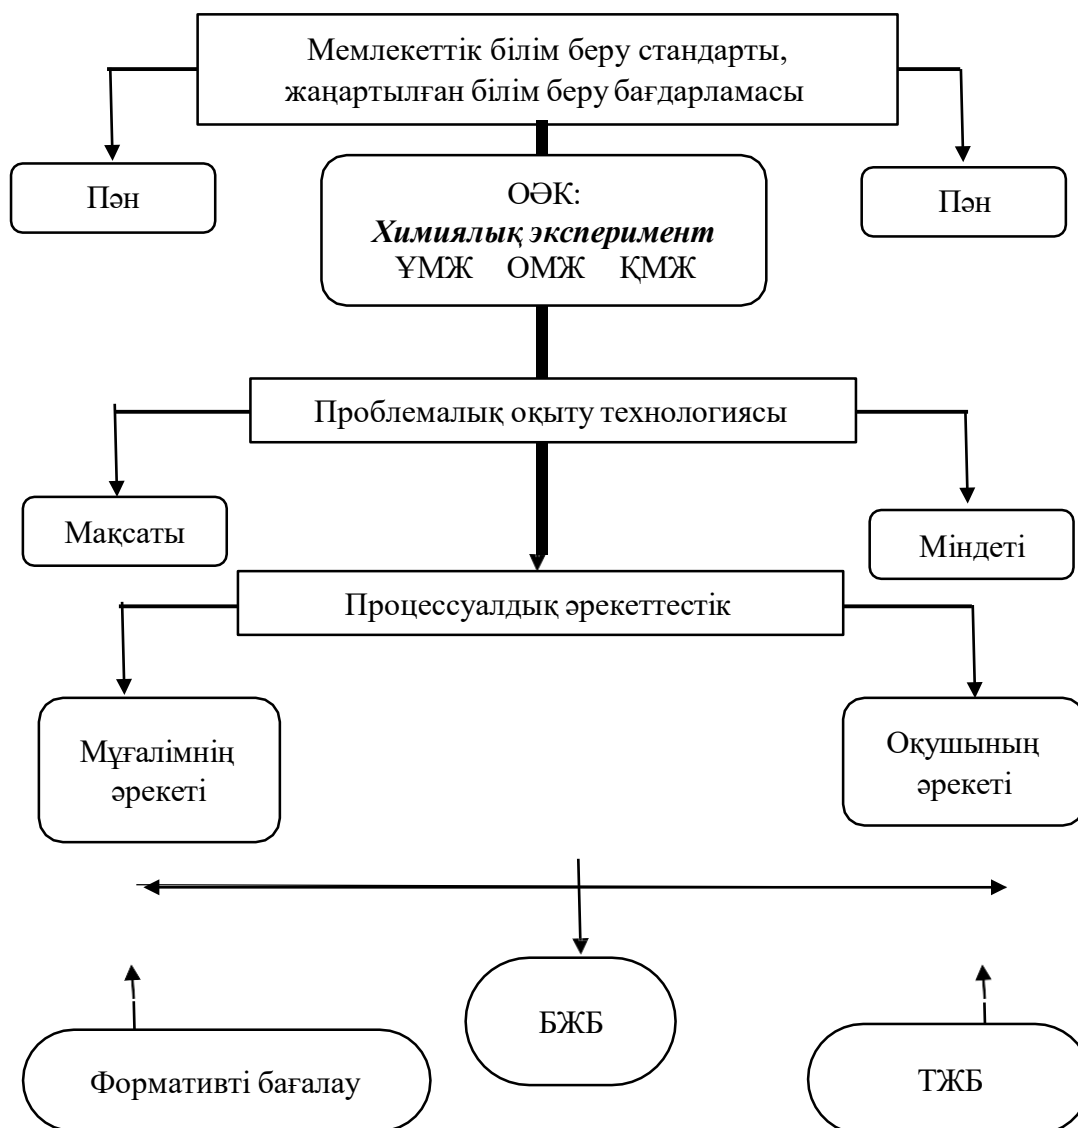 Мемлекеттік білім беру стандарты,
жаңартылған білім беру бағдарламасы
Пән
ОӘК:
Химиялық эксперимент
ҰМЖ ОМЖ ҚМЖ
Пән
Проблемалық оқыту технологиясы
Мақсаты
Міндеті
Процессуалдық әрекеттестік
Мұғалімнің
әрекеті
Оқушының
әрекеті
БЖБ
Формативті бағалау
ТЖБ